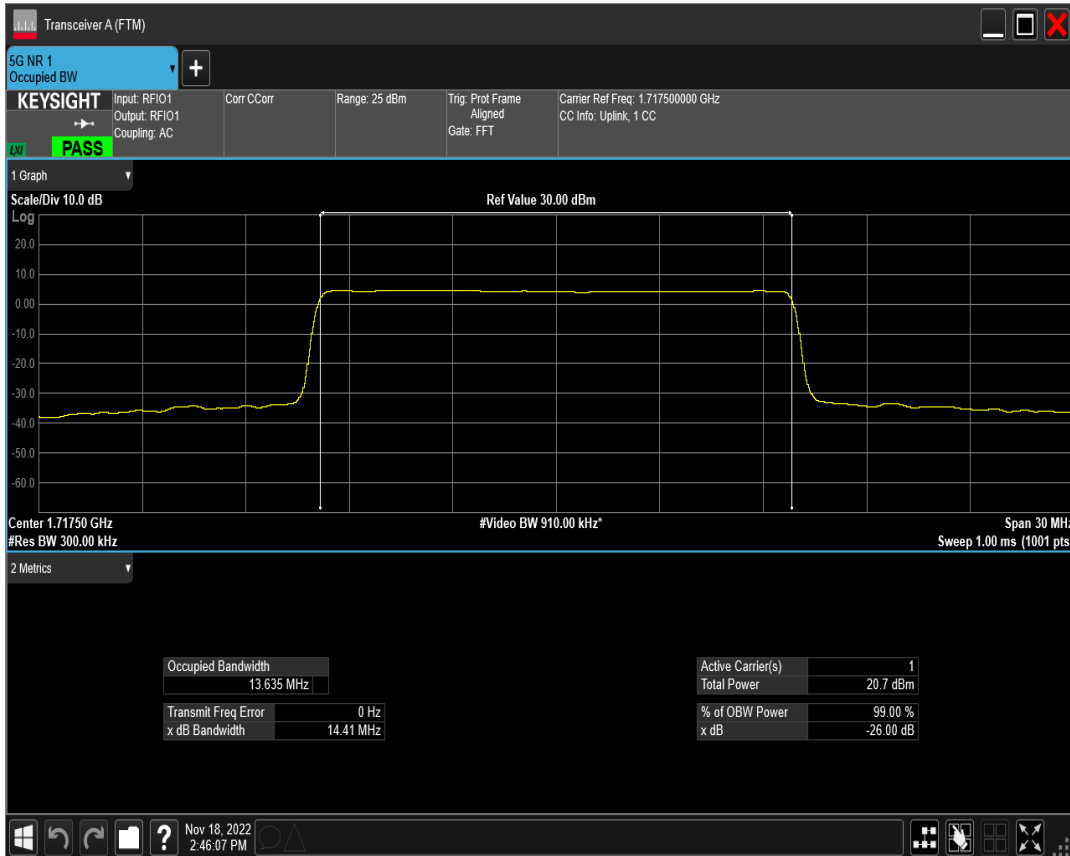 Transceiver A (FTM)
5G NR 1
Occupied BW
+
KEYSIGHT
Input: RFIO1
Output: RFIO1
Coupling: AC
Corr CCorr
Range: 25 dBm
Trig: Prot Frame
Aligned
Gate: FFT
Carrier Ref Freq: 1.717500000 GHz
CC Info: Uplink, 1 CC
LXI
PASS
1 Graph
Scale/Div 10.0 dB
Ref Value 30.00 dBm
Log
20.0
10.0
0.00
-10.0
-20.0
-30.0
-40.0
-50.0
-60.0
Center 1.71750 GHz
#Video BW 910.00 kHz*
Span 30 MHz
#Res BW 300.00 kHz
Sweep 1.00 ms (1001 pts
2 Metrics
Occupied Bandwidth
13.635 MHz
Transmit Freq Error 0 Hz
x dB Bandwidth 14.41 MHz
Active Carrier(s) 1
Total Power 20.7 dBm
% of OBW Power 99.00 %
x dB -26.00 dB
?
Nov 18, 2022
2:46:07 PM